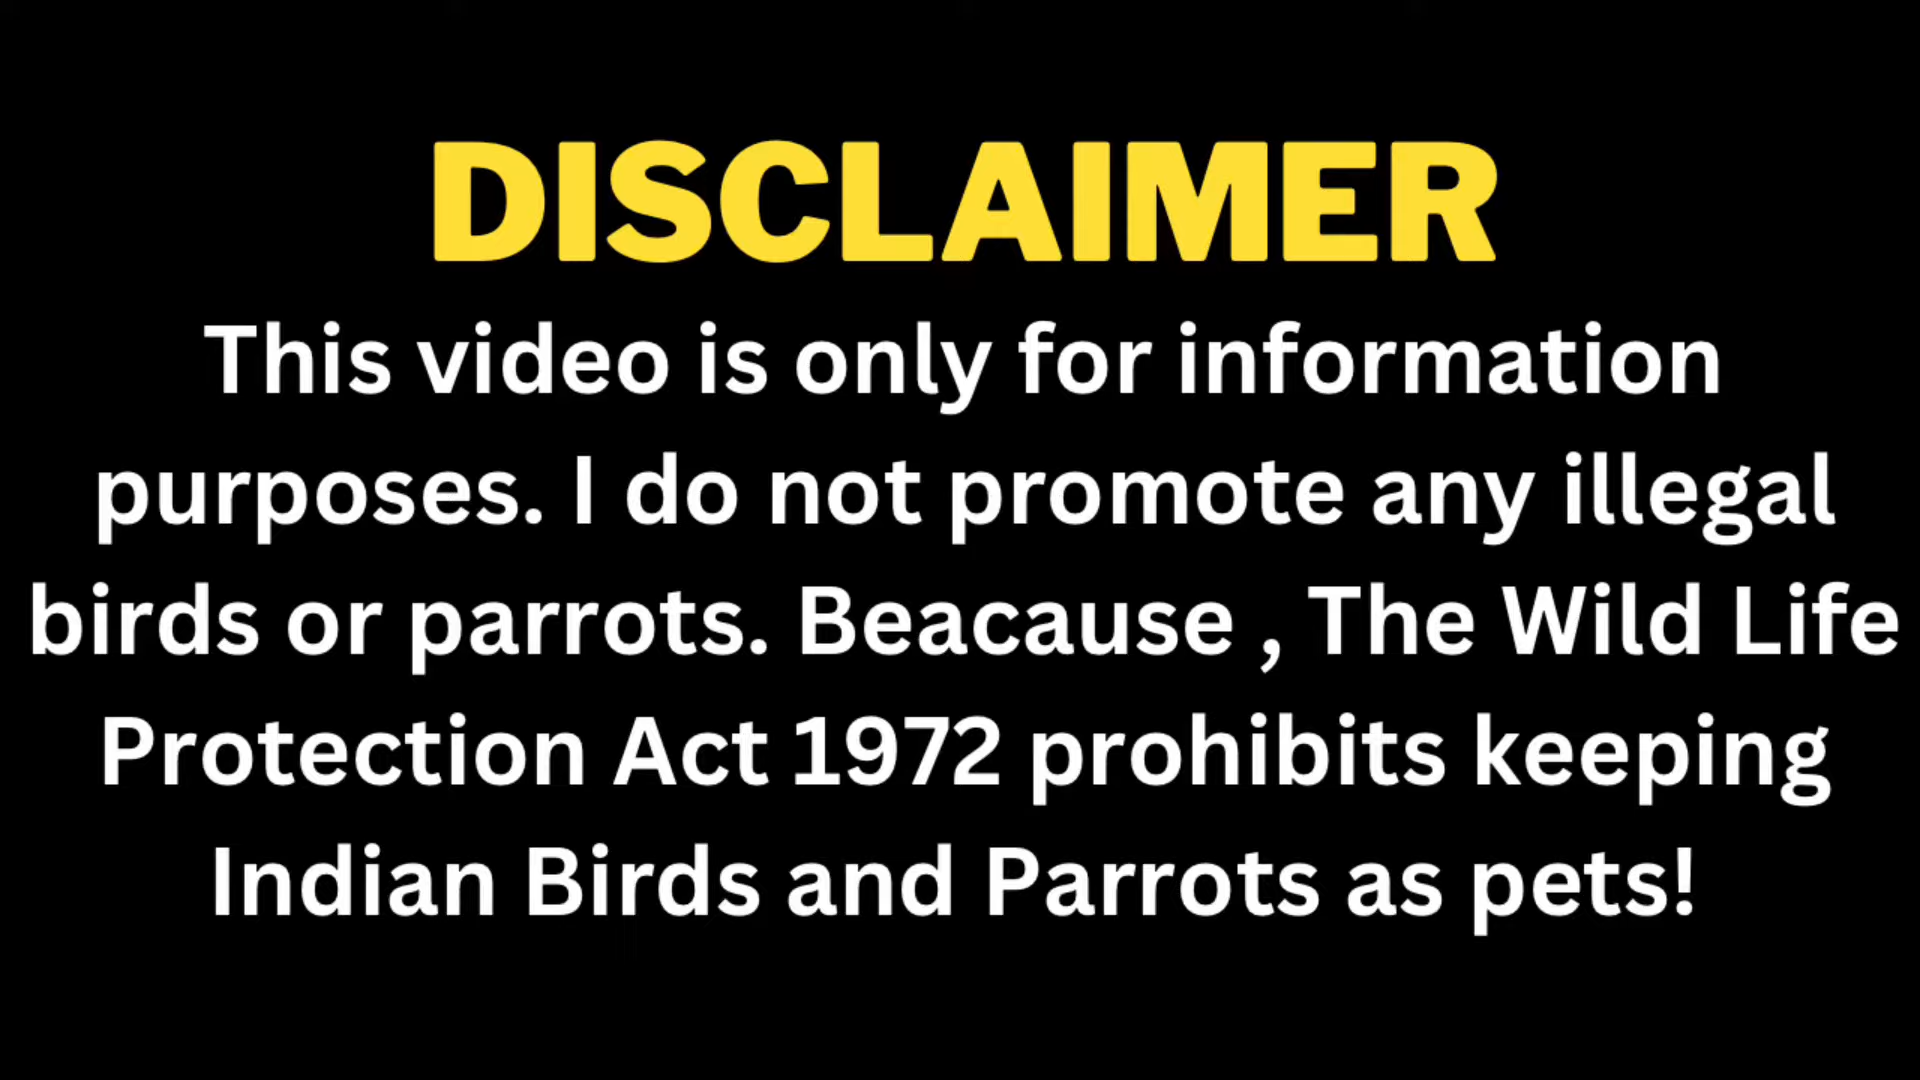 DISCLAIMER
This video is only for information
purposes. I do not promote any illegal
birds or parrots. Beacause , The Wild Life
Protection Act 1972 prohibits keeping
Indian Birds and Parrots as pets!